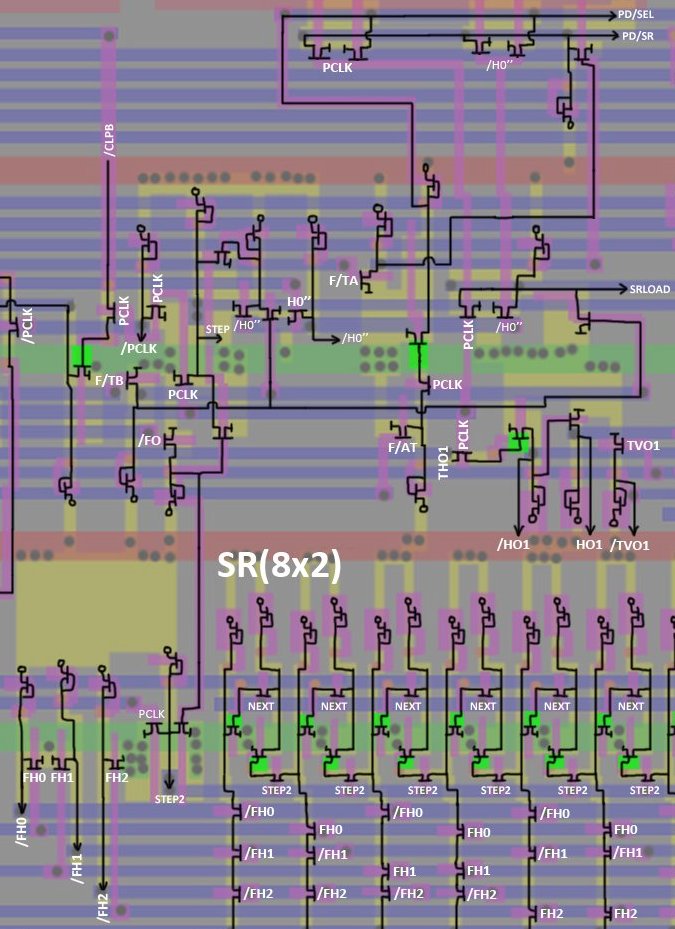 PD/SEL
PD/SR
PCLK
/H0''
/CLPB
F/TA
SRLOAD
/PCLK
PCLK
PCLK
H0''
STEP
/H0''
/H0''
/H0''
PCLK
/PCLK
F/TB
PCLK
PCLK
/FO
F/AT
THO1
PCLK
TVO1
/HO1
HO1
/TVO1
SR(8x2)
NEXT
NEXT
NEXT
NEXT
NEXT
NEXT
PCLK
FH0
FH1
FH2
STEP2
STEP2
STEP2
STEP2
STEP2
STEP2
STEP2
/FH0
/FH1
/FH2
/FH0
/FH0
/FH0
FH0
FH0
FH0
/FH1
/FH1
/FH1
/FH1
FH1
FH1
/FH2
/FH2
/FH2
/FH2
FH2
FH2